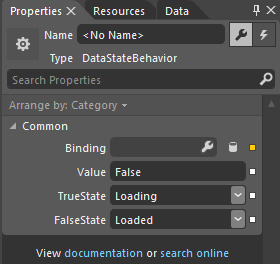 Properties Resources Data
Name <No Name>
Type DataStateBehavior
Search Properties
Arrange by: Category
Common
Binding
Value False
TrueState Loading
FalseState Loaded
View documentation or search online